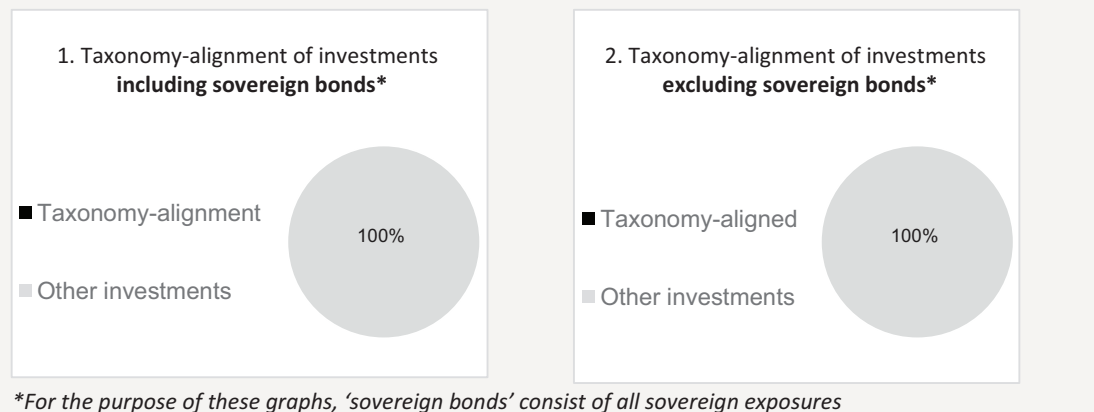 1. Taxonomy-alignment of investments
including sovereign bonds*
Taxonomy-alignment
Other investments
100%
2. Taxonomy-alignment of investments
excluding sovereign bonds*
Taxonomy-aligned
Other investments
100%
*For the purpose of these graphs, ‘sovereign bonds’ consist of all sovereign exposures